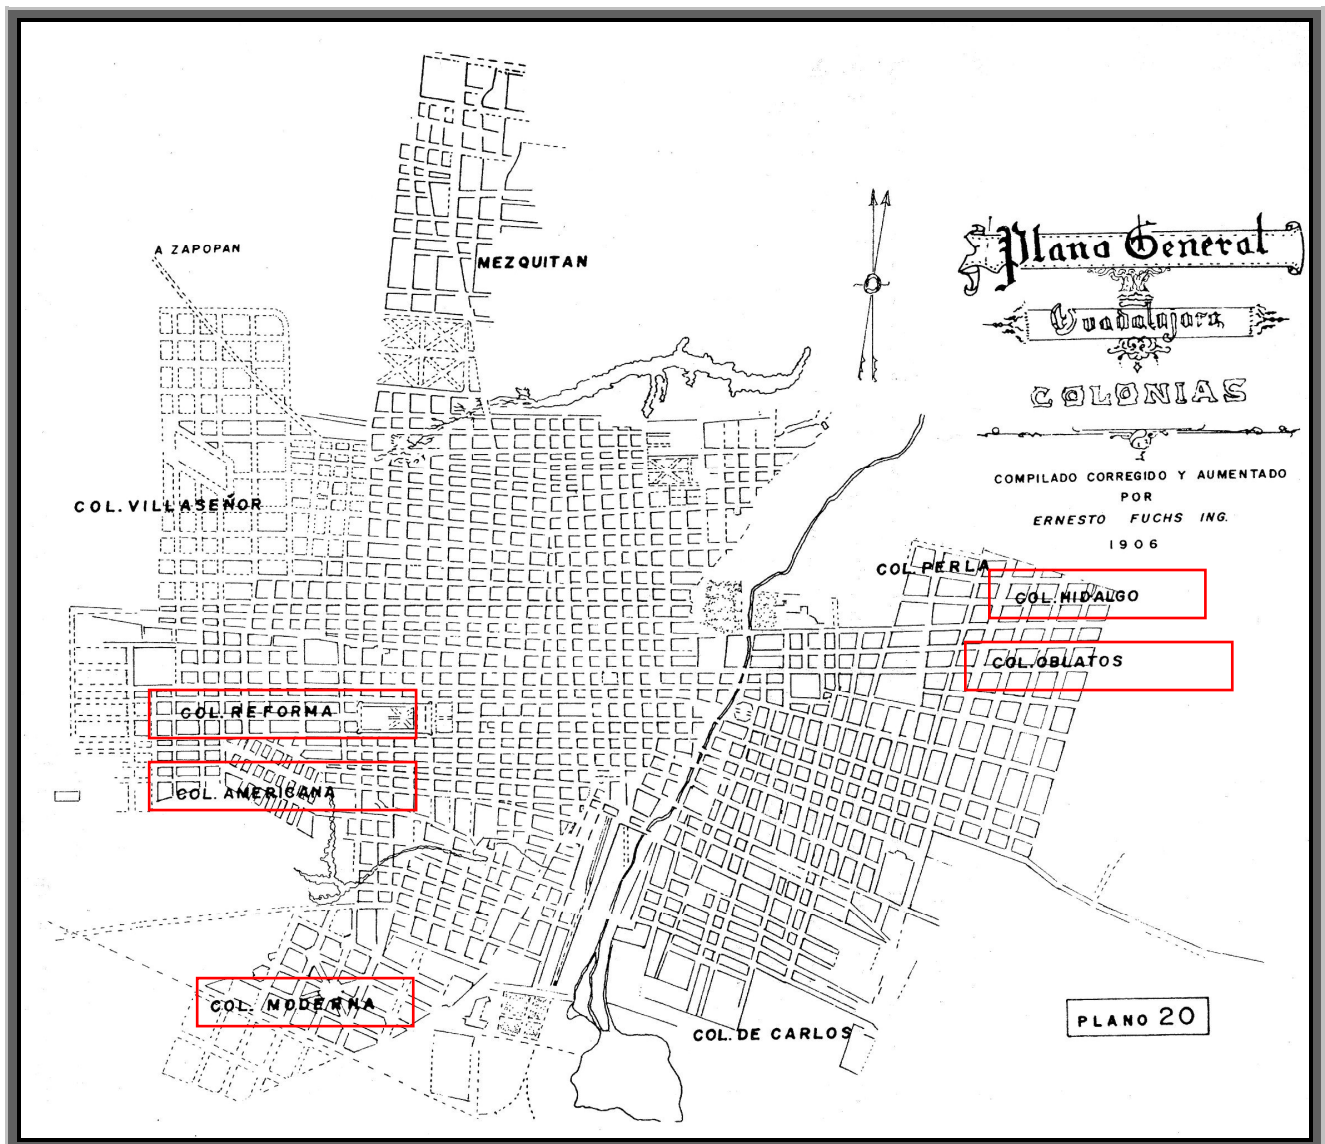 A ZAPOPAN
MEZQUITAN
Plano General
Guadalajara
COLONIAS
COMPILADO CORREGIDO Y AUMENTADO
POR
ERNESTO FUCHS ING.
1906
COL. VILLASEÑOR
COL. PERLA
COL. HIDALGO
COL. OBLATOS
COL. REFORMA
COL. AMERICANA
COL. MODERNA
COL. DE CARLOS
PLANO 20